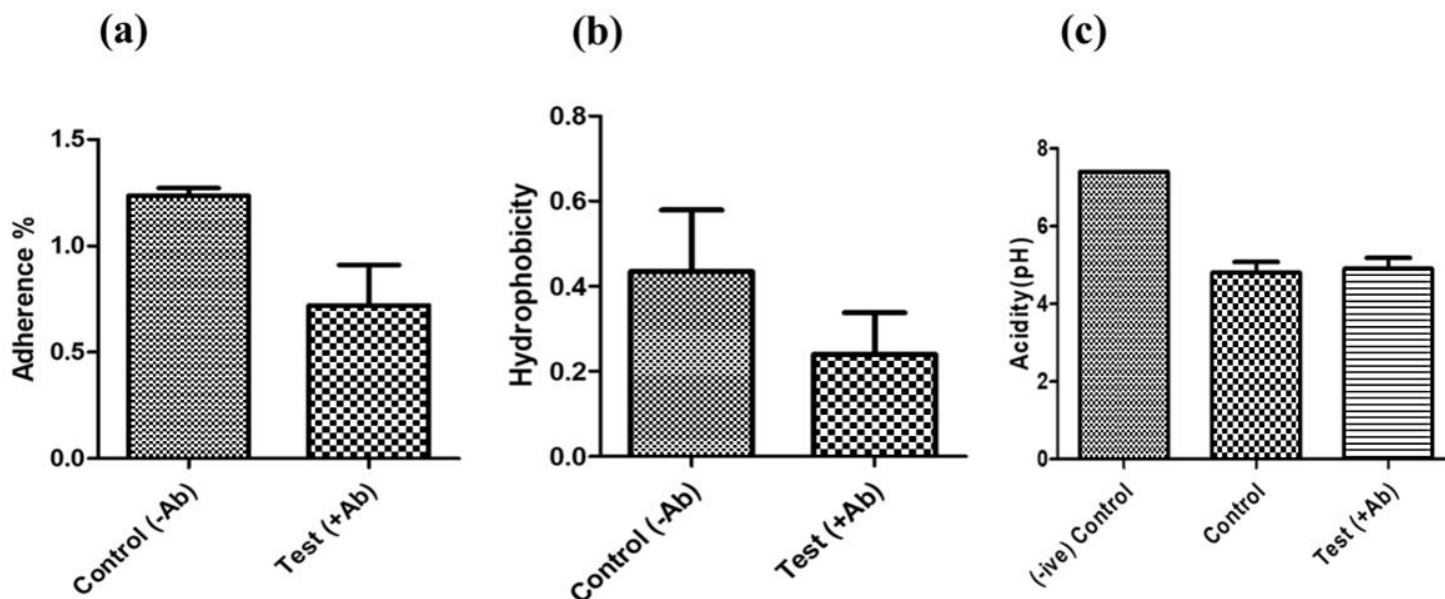 (a)
Adherence %
1.5
1.0
0.5
0.0
Control (-Ab)
Test (+Ab)
(b)
Hydrophobicity
0.8
0.6
0.4
0.2
0.0
Control (-Ab)
Test (+Ab)
(c)
Acidity(pH)
8
6
4
2
0
(-ive) Control
Control
Test (+Ab)